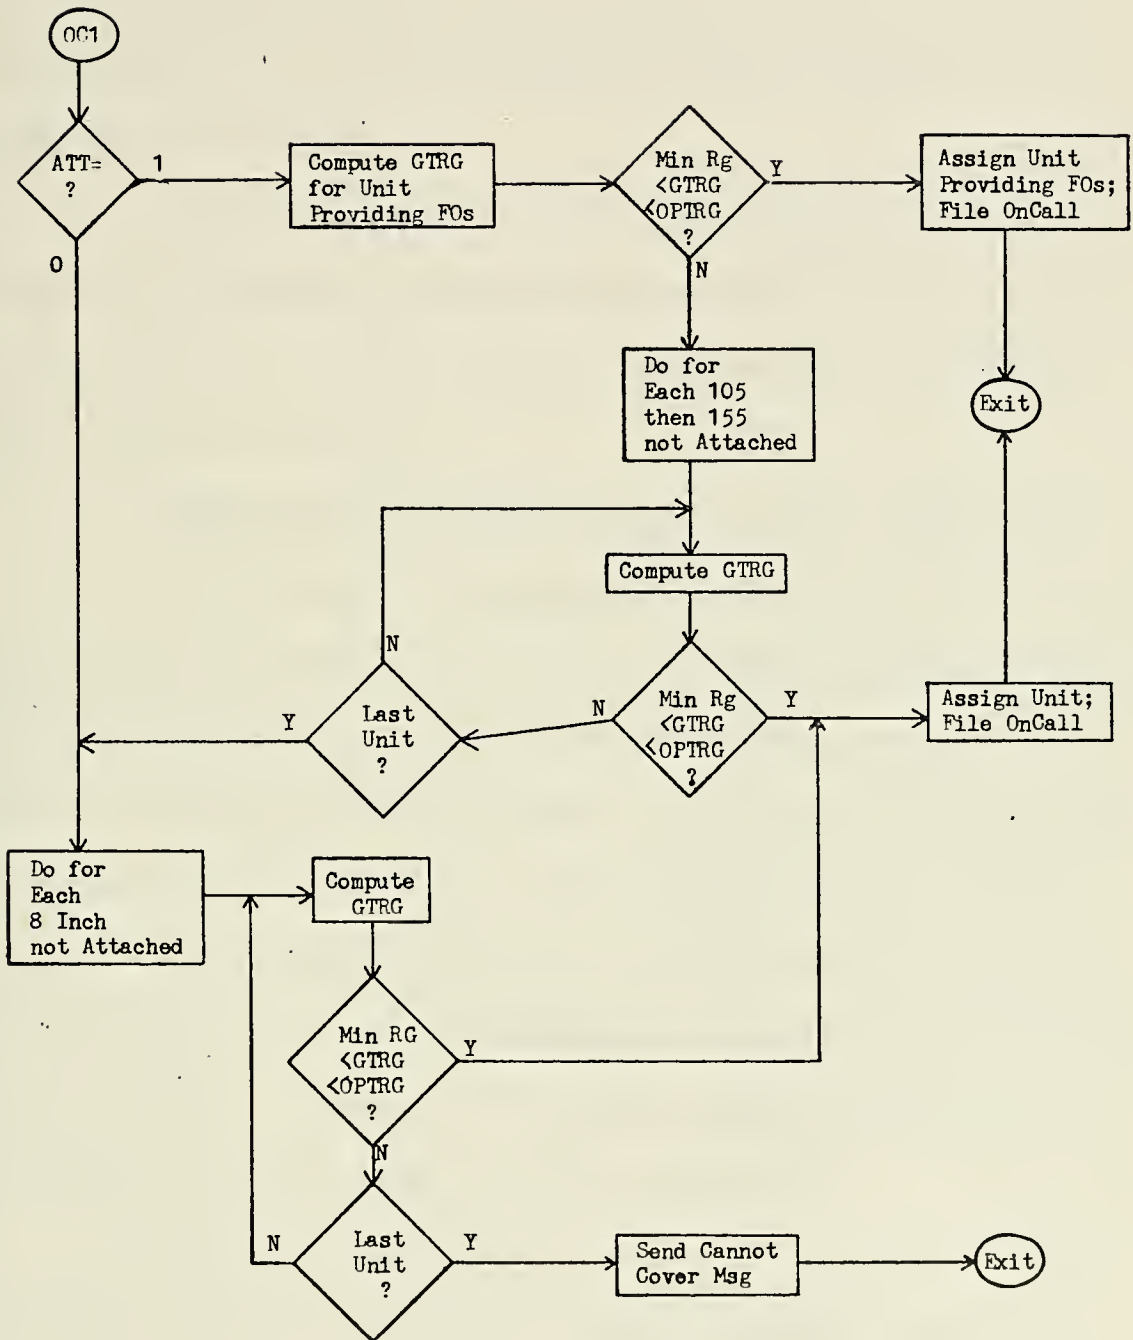 OC1
ATT=
?
1
0
Compute GTRG
for Unit
Providing FOs
Min Rg
<GTRG
<OPTRG
?
Y
N
Assign Unit
Providing FOs;
File OnCall
Exit
Do for
Each 105
then 155
not Attached
Compute GTRG
Min Rg
<GTRG
<OPTRG
?
N
Y
Last
Unit
?
N
Y
Assign Unit;
File OnCall
Do for
Each
8 Inch
not Attached
Compute
GTRG
Min RG
<GTRG
<OPTRG
?
Y
N
Last
Unit
?
N
Y
Send Cannot
Cover Msg
Exit